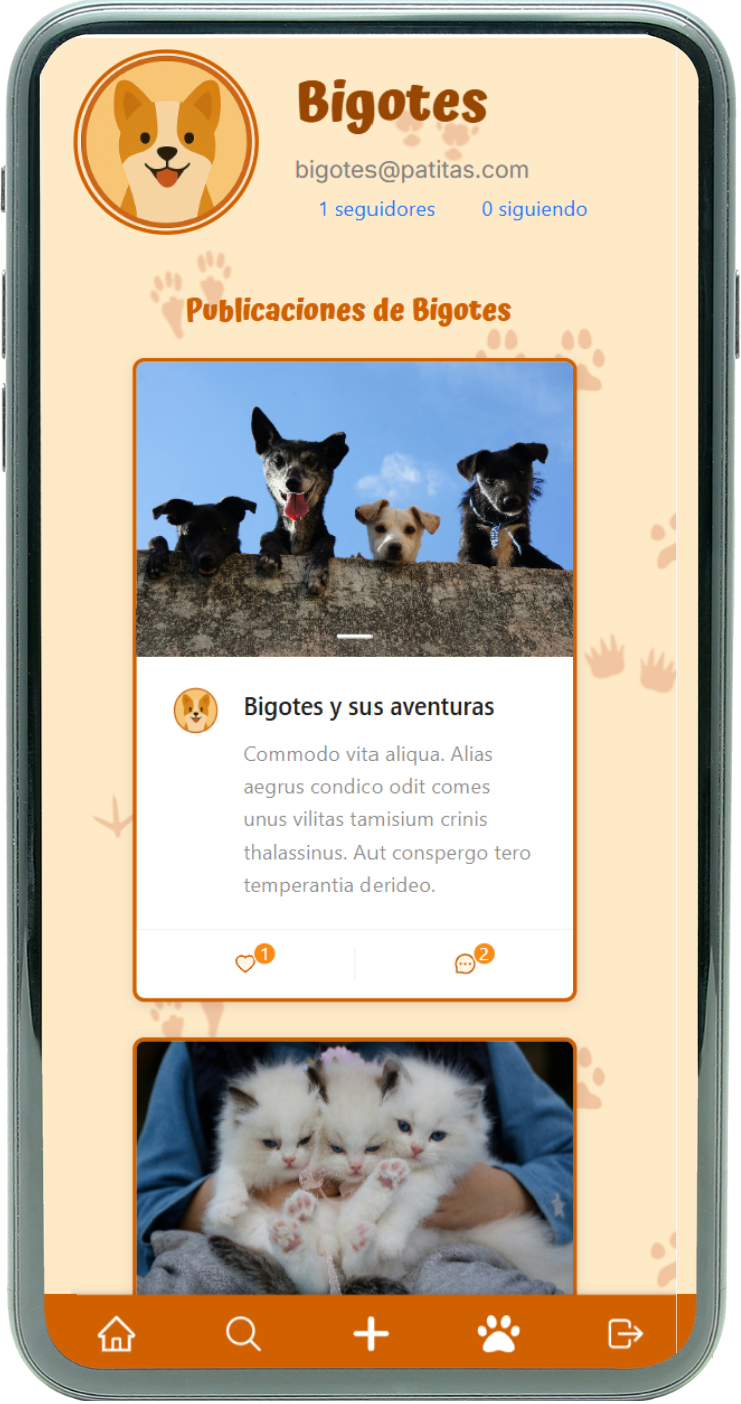 Bigotes
bigotes@patitas.com
1 seguidores 0 siguiendo
Publicaciones de Bigotes
Bigotes y sus aventuras
Commodo vita aliqua. Alias
aegrus condico odit comes
unus vilitas tamisium crinis
thalassinus. Aut conspergo tero
temperantia derideo.
1 2